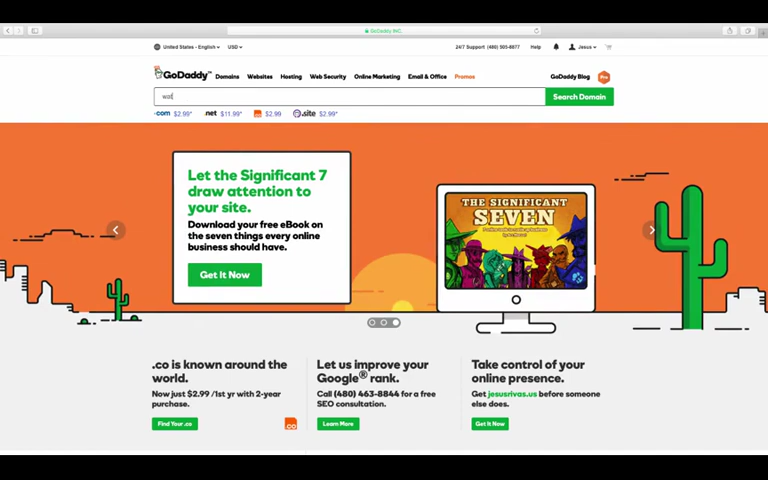 GoDaddy INC.
United States - English
USD
24/7 Support (480) 505-8877
Help
Jesus
GoDaddy™
Domains
Websites
Hosting
Web Security
Online Marketing
Email & Office
Promos
GoDaddy Blog
Pro
Search Domain
.com $2.99*
.net $11.99*
.co $2.99
.site $2.99*
Let the Significant 7
draw attention to
your site.
Download your free eBook on
the seven things every online
business should have.
Get It Now
THE SIGNIFICANT
SEVEN
.co is known around the
world.
Now just $2.99 /1st yr with 2-year
purchase.
Find Your .co
.co
Let us improve your
Google® rank.
Call (480) 463-8844 for a free
SEO consultation.
Learn More
Take control of your
online presence.
Get jesusrivas.us before someone
else does.
Get It Now